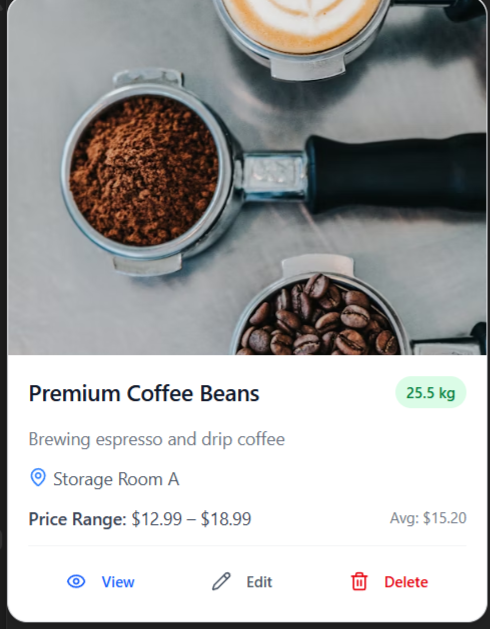 Premium Coffee Beans
25.5 kg
Brewing espresso and drip coffee
Storage Room A
Price Range: $12.99 – $18.99
Avg: $15.20
View
Edit
Delete